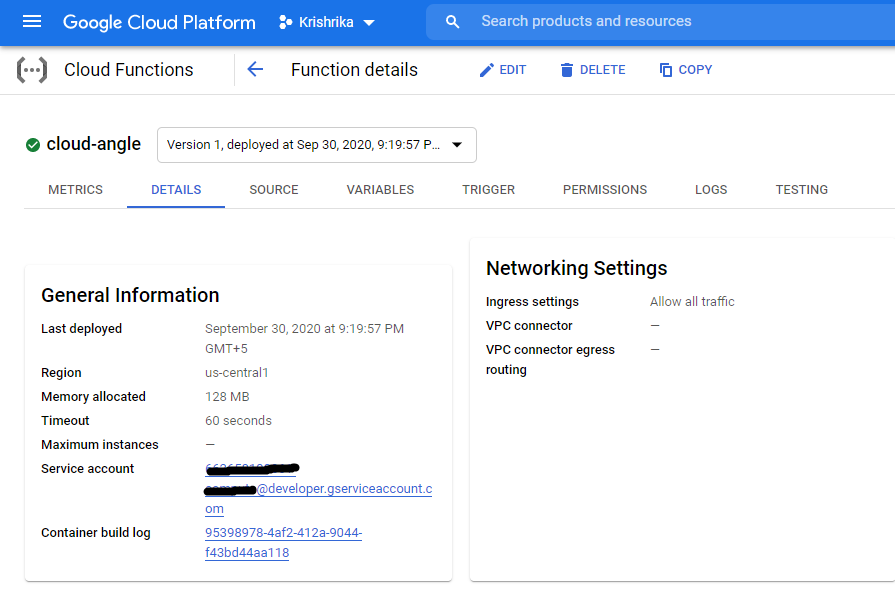 Google Cloud Platform
Krishrika
Search products and resources
Cloud Functions
Function details
EDIT
DELETE
COPY
cloud-angle
Version 1, deployed at Sep 30, 2020, 9:19:57 P...
METRICS
DETAILS
SOURCE
VARIABLES
TRIGGER
PERMISSIONS
LOGS
TESTING
General Information
Last deployed
September 30, 2020 at 9:19:57 PM
GMT+5
Region
us-central1
Memory allocated
128 MB
Timeout
60 seconds
Maximum instances
—
Service account
@developer.gserviceaccount.c
om
Container build log
95398978-4af2-412a-9044-
f43bd44aa118
Networking Settings
Ingress settings
Allow all traffic
VPC connector
—
VPC connector egress
routing
—